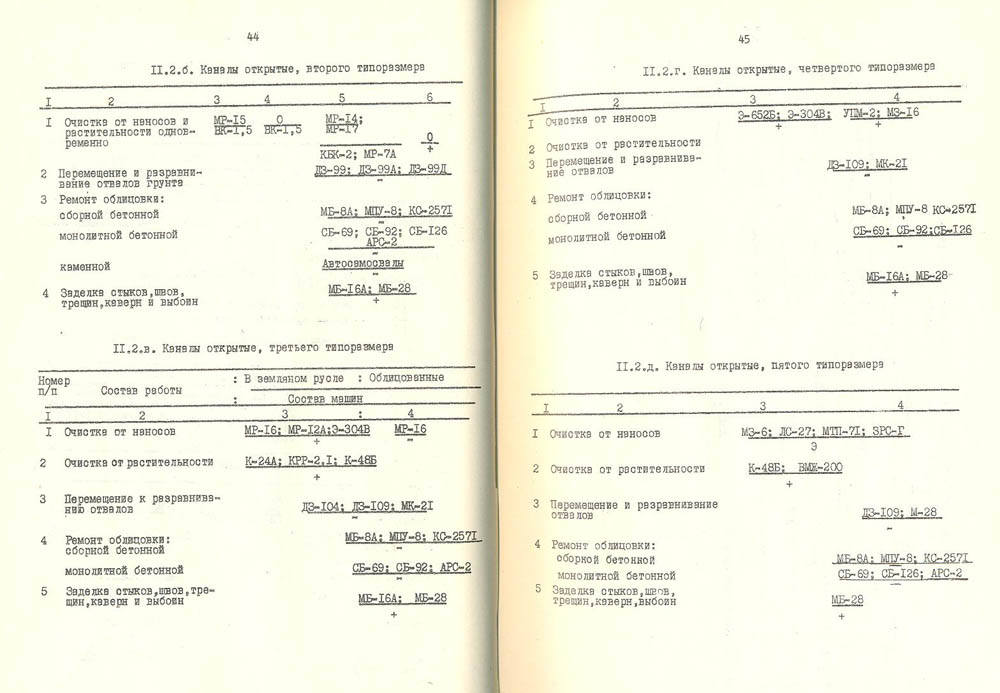 44
II.2.б. Каналы открытые, второго типоразмера
I 2 3 4 5 6
I Очистка от наносов и МР-I5 0 МР-I4;
растительности однов- ВК-I,5 ВК-I,5 МР-I7
ременно 0
КБК-2; МР-7А +
2 Перемещение и разравни- ДЗ-99; ДЗ-99А; ДЗ-99Д
вание отвалов грунта -
3 Ремонт облицовки:
сборной бетонной МБ-8А; МПУ-8; КС-257I
-
монолитной бетонной СБ-69; СБ-92; СБ-I26
АРС-2
-
каменной Автосамосвалы
-
4 Заделка стыков,швов, МБ-I6А; МБ-28
трещин,каверн и выбоин +
II.2.в. Каналы открытые, третьего типоразмера
Номер : В земляном русле : Облицованные
п/п Состав работы
: Состав машин
I 2 3 : 4
I Очистка от наносов МР-I6; МР-I2А;Э-304В МР-I6
+ -
2 Очистка от растительности К-24А; КРР-2,I; К-48Б
+
3 Перемещение к разравнива-
нию отвалов ДЗ-I04; ДЗ-I09; МК-2I
-
4 Ремонт облицовки: МБ-8А; МПУ-8; КС-257I
сборной бетонной -
монолитной бетонной СБ-69; СБ-92; АРС-2
-
5 Заделка стыков,швов,тре-
щин,каверн и выбоин МБ-I6А; МБ-28
+
45
II.2.г. Каналы открытые, четвертого типоразмера
I 2 3 4
I Очистка от наносов Э-652Б; Э-304В; УПМ-2; МЗ-I6
+ +
2 Очистка от растительности
3 Перемещение и разравнива-
ние отвалов ДЗ-I09; МК-2I
-
4 Ремонт облицовки:
сборной бетонной МБ-8А; МПУ-8 КС-257I
монолитной бетонной СБ-69; СБ-92;СБ-I26
-
5 Заделка стыков,швов,
трещин,каверн и выбоин МБ-I6А; МБ-28
+
II.2.д. Каналы открытые, пятого типоразмера
I 2 3 4
I Очистка от наносов МЗ-6; ЛС-27; МТП-7I; ЗРС-Г
Э
2 Очистка от растительности К-48Б; ВМЖ-200
+
3 Перемещение и разравнивание
отвалов ДЗ-I09; М-28
-
4 Ремонт облицовки:
сборной бетонной МБ-8А; МПУ-8; КС-257I
-
монолитной бетонной СБ-69; СБ-I26; АРС-2
-
5 Заделка стыков,швов,
трещин,каверн,выбоин МБ-28
+